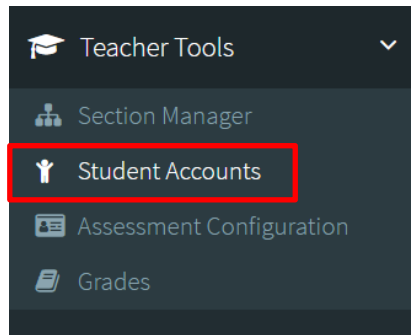 Teacher Tools
Section Manager
Student Accounts
Assessment Configuration
Grades